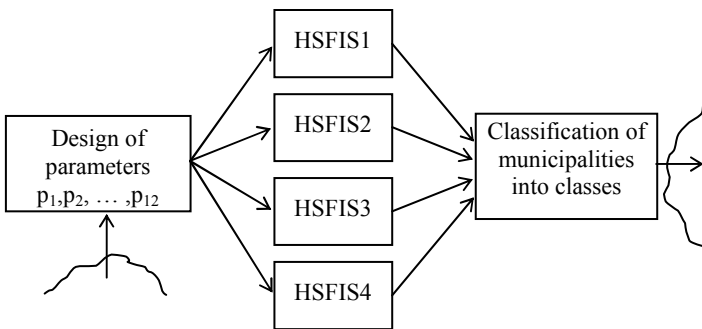 Design of
parameters
p₁,p₂, … ,p₁₂
HSFIS1
HSFIS2
HSFIS3
HSFIS4
Classification of
municipalities
into classes